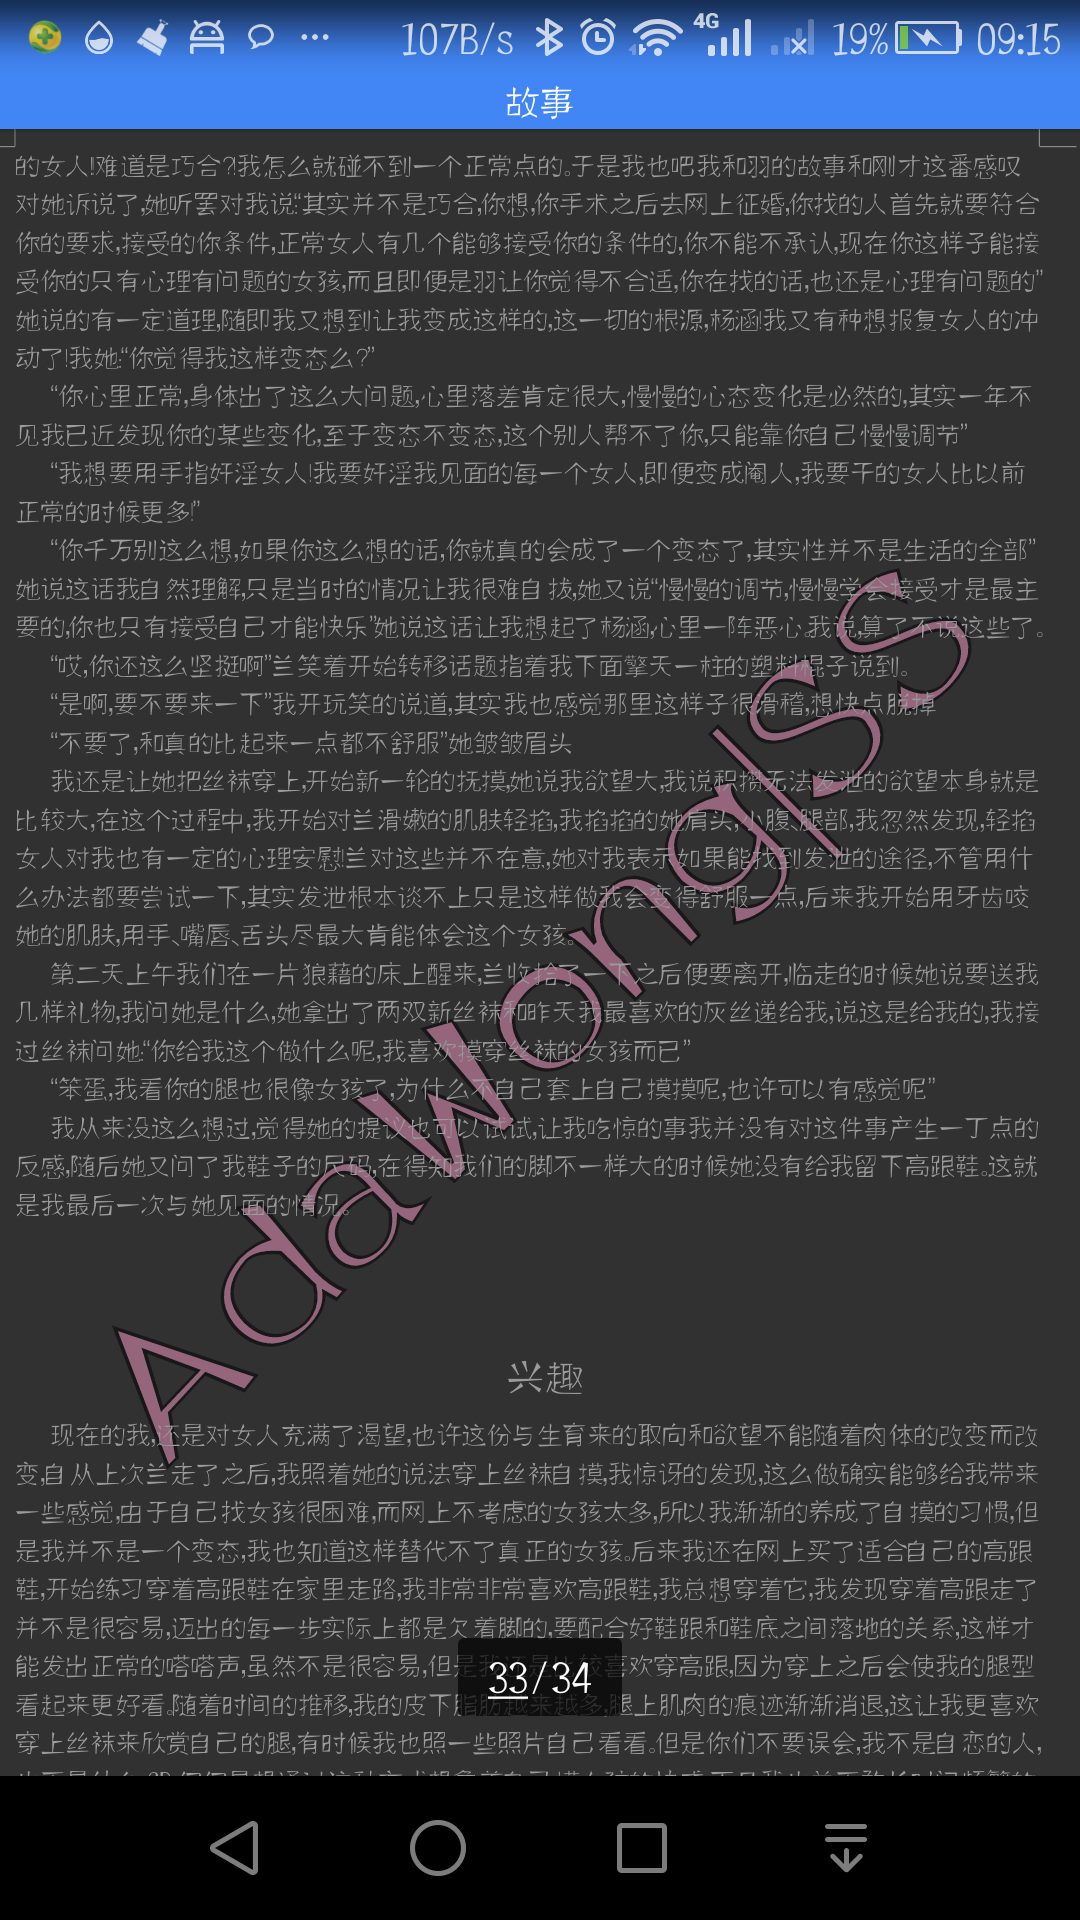 107B/s 4G 19% 09:15
故事
的女人!难道是巧合?!我怎么就碰不到一个正常点的。于是我也吧我和羽的故事和刚才这番感叹
对她诉说了,她听罢对我说:“其实并不是巧合,你想,你手术之后去网上征婚,你找的人首先就要符合
你的要求,接受的你条件,正常女人有几个能够接受你的条件的,你不能不承认,现在你这样子能接
受你的只有心理有问题的女孩,而且即便是羽让你觉得不合适,你在找的话,也还是心理有问题的”
她说的有一定道理,随即我又想到让我变成这样的,这一切的根源,杨涵!我又有种想报复女人的冲
动了!我她:“你觉得我这样变态么?”
“你心里正常,身体出了这么大问题,心里落差肯定很大,慢慢的心态变化是必然的,其实一年不
见我已近发现你的某些变化,至于变态不变态,这个别人帮不了你,只能靠你自己慢慢调节”
“我想要用手指奸淫女人!我要奸淫我见面的每一个女人,即便变成阉人,我要干的女人比以前
正常的时候更多!”
“你千万别这么想,如果你这么想的话,你就真的会成了一个变态了,其实性并不是生活的全部”
她说这话我自然理解,只是当时的情况让我很难自拔,她又说“慢慢的调节,慢慢学会接受才是最主
要的,你也只有接受自己才能快乐”她说这话让我想起了杨涵,心里一阵恶心。我说,算了不说这些了。
“哎,你还这么坚挺啊”兰笑着开始转移话题指着我下面擎天一柱的塑料棍子说到。
“是啊,要不要来一下”我开玩笑的说道,其实我也感觉那里这样子很滑稽,想快点脱掉
“不要了,和真的比起来一点都不舒服”她皱皱眉头
我还是让她把丝袜穿上,开始新一轮的抚摸,她说我欲望大,我说积攒无法发泄的欲望本身就是
比较大,在这个过程中,我开始对兰滑嫩的肌肤轻掐,我掐掐的她眉头,小腹、腿部,我忽然发现,轻掐
女人对我也有一定的心理安慰!兰对这些并不在意,她对我表示如果能找到发泄的途径,不管用什
么办法都要尝试一下,其实发泄根本谈不上只是这样做我会变得舒服一点,后来我开始用牙齿咬
她的肌肤,用手、嘴唇、舌头尽最大肯能体会这个女孩。
第二天上午我们在一片狼藉的床上醒来,兰收拾了一下之后便要离开,临走的时候她说要送我
几样礼物,我问她是什么,她拿出了两双新丝袜和昨天我最喜欢的灰丝递给我,说这是给我的,我接
过丝袜问她:“你给我这个做什么呢,我喜欢摸穿丝袜的女孩而已”
“笨蛋,我看你的腿也很像女孩了,为什么不自己套上自己摸摸呢,也许可以有感觉呢”
我从来没这么想过,觉得她的提议也可以试试,让我吃惊的事我并没有对这件事产生一丁点的
反感,随后她又问了我鞋子的尺码,在得知我们的脚不一样大的时候她没有给我留下高跟鞋。这就
是我最后一次与她见面的情况。
兴趣
现在的我,还是对女人充满了渴望,也许这份与生育来的取向和欲望不能随着肉体的改变而改
变,自从上次兰走了之后,我照着她的说法穿上丝袜自摸,我惊讶的发现,这么做确实能够给我带来
一些感觉,由于自己找女孩很困难,而网上不考虑的女孩太多,所以我渐渐的养成了自摸的习惯,但
是我并不是一个变态,我也知道这样替代不了真正的女孩。后来我还在网上买了适合自己的高跟
鞋,开始练习穿着高跟鞋在家里走路,我非常非常喜欢高跟鞋,我总想穿着它,我发现穿着高跟走了
并不是很容易,迈出的每一步实际上都是欠着脚的,要配合好鞋跟和鞋底之间落地的关系,这样才
能发出正常的嗒嗒声,虽然不是很容易,但是我还是比较喜欢穿高跟,因为穿上之后会使我的腿型
看起来更好看。随着时间的推移,我的皮下脂肪越来越多,腿上肌肉的痕迹渐渐消退,这让我更喜欢
穿上丝袜来欣赏自己的腿,有时候我也照一些照片自己看看。但是你们不要误会,我不是自恋的人,
33/34
AdawongJSS